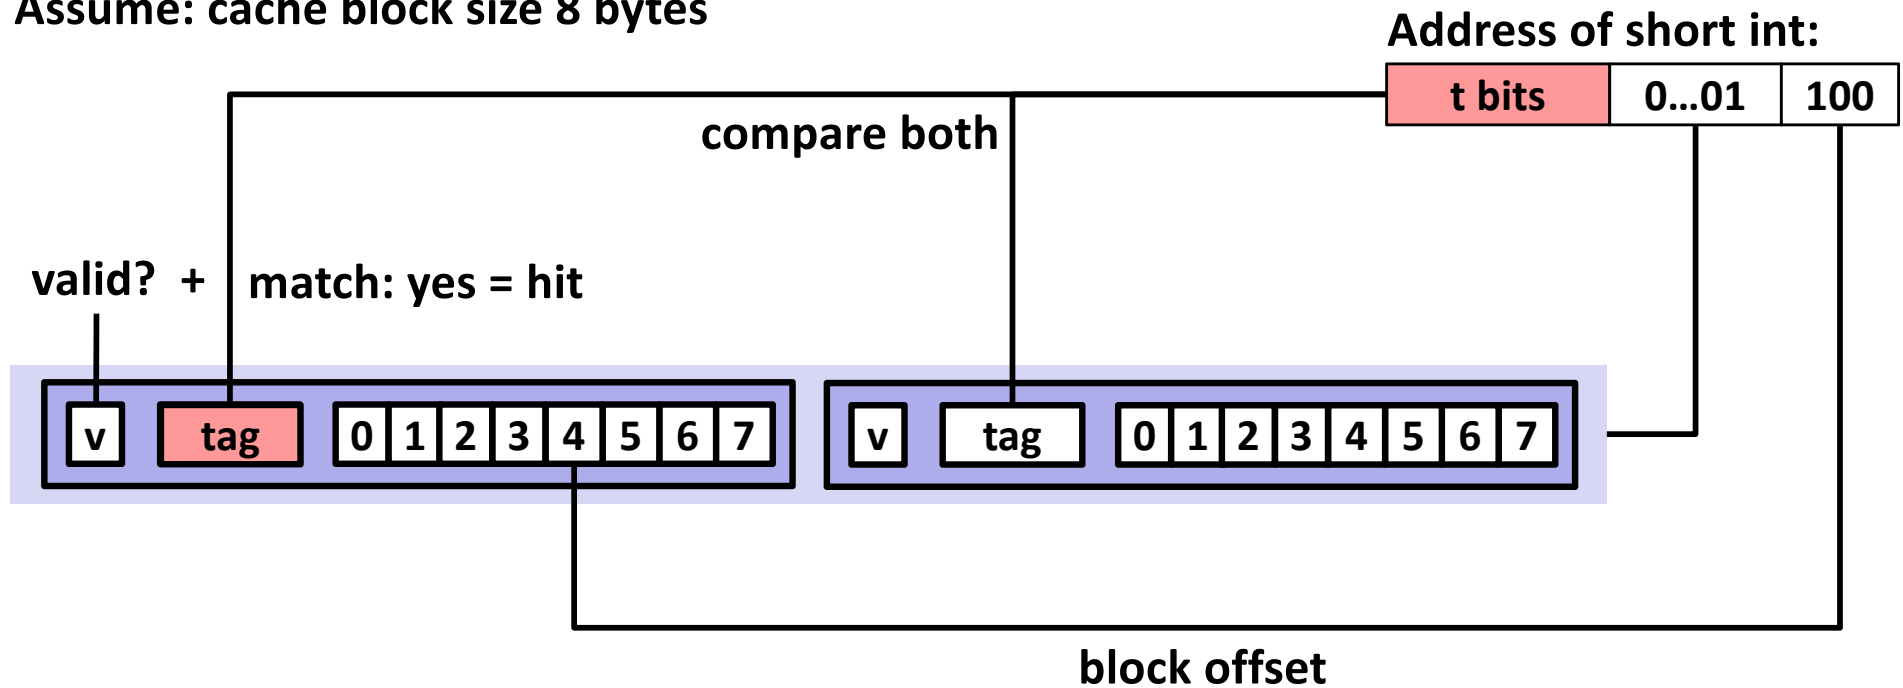 Assume: cache block size 8 bytes
Address of short int:
t bits 0...01 100
compare both
valid? + match: yes = hit
v tag 0 1 2 3 4 5 6 7 v tag 0 1 2 3 4 5 6 7
block offset